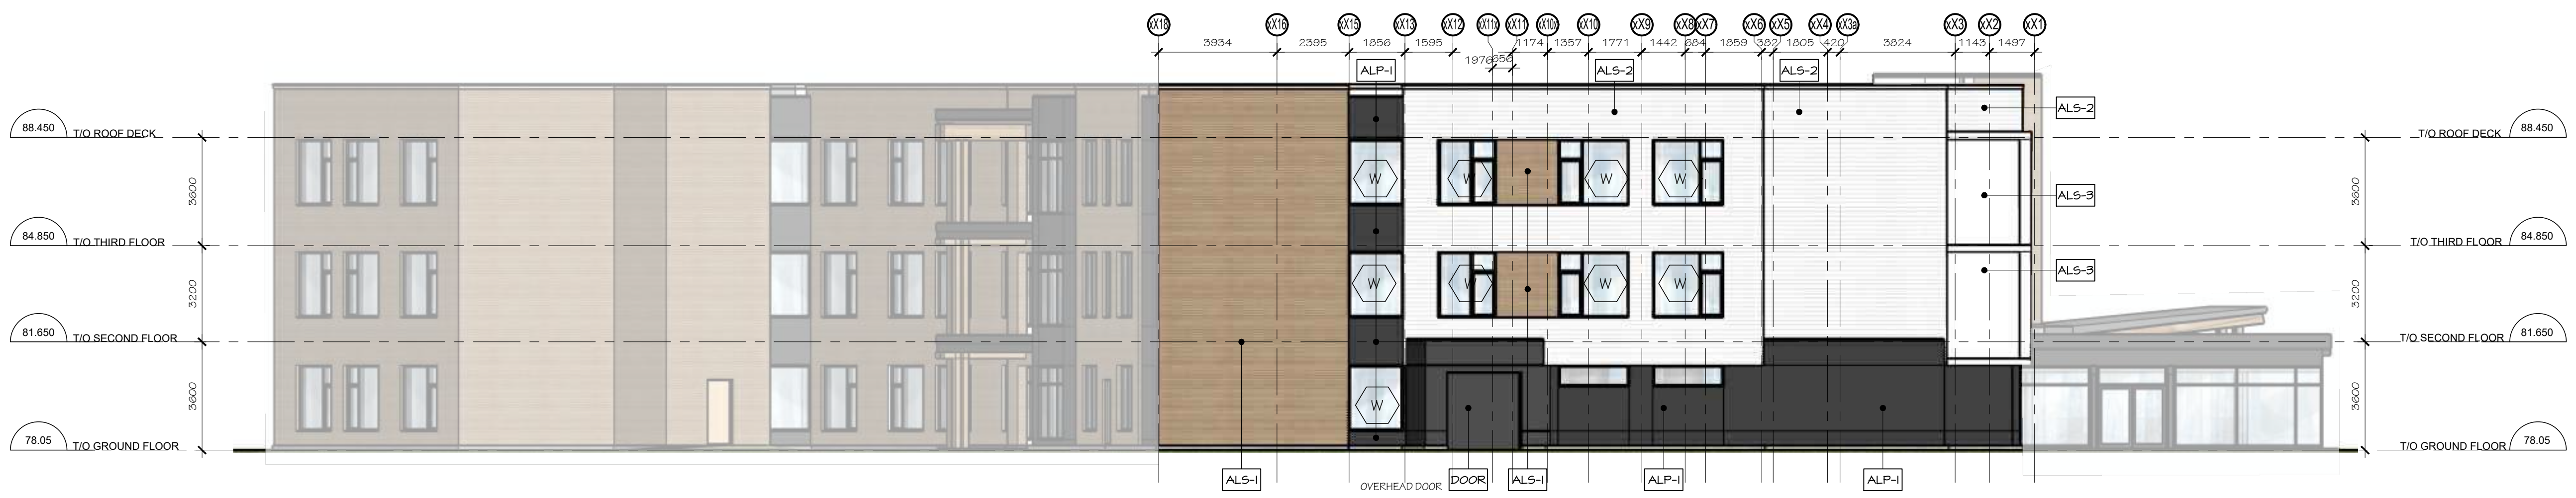 xX18 xX16 xX15 xX13 xX12 xX11x xX11 xX10x xX10 xX9 xX8 xX7 xX6 xX5 xX4 xX3a xX3 xX2 xX1
3934 2395 1856 1595 1174 1357 1771 1442 684 1859 382 1805 420 3824 1143 1497
1976 656
ALP-1 ALS-2 ALS-2
ALS-2
88.450 T/O ROOF DECK T/O ROOF DECK 88.450
W W W W
3600 ALS-3 3600
84.850 T/O THIRD FLOOR T/O THIRD FLOOR 84.850
ALS-3
W W W W
3200 3200
81.650 T/O SECOND FLOOR T/O SECOND FLOOR 81.650
3600 W 3600
78.05 T/O GROUND FLOOR T/O GROUND FLOOR 78.05
ALS-1 OVERHEAD DOOR DOOR ALS-1 ALP-1 ALP-1